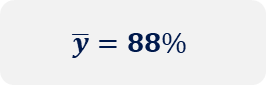 y̅ = 88%